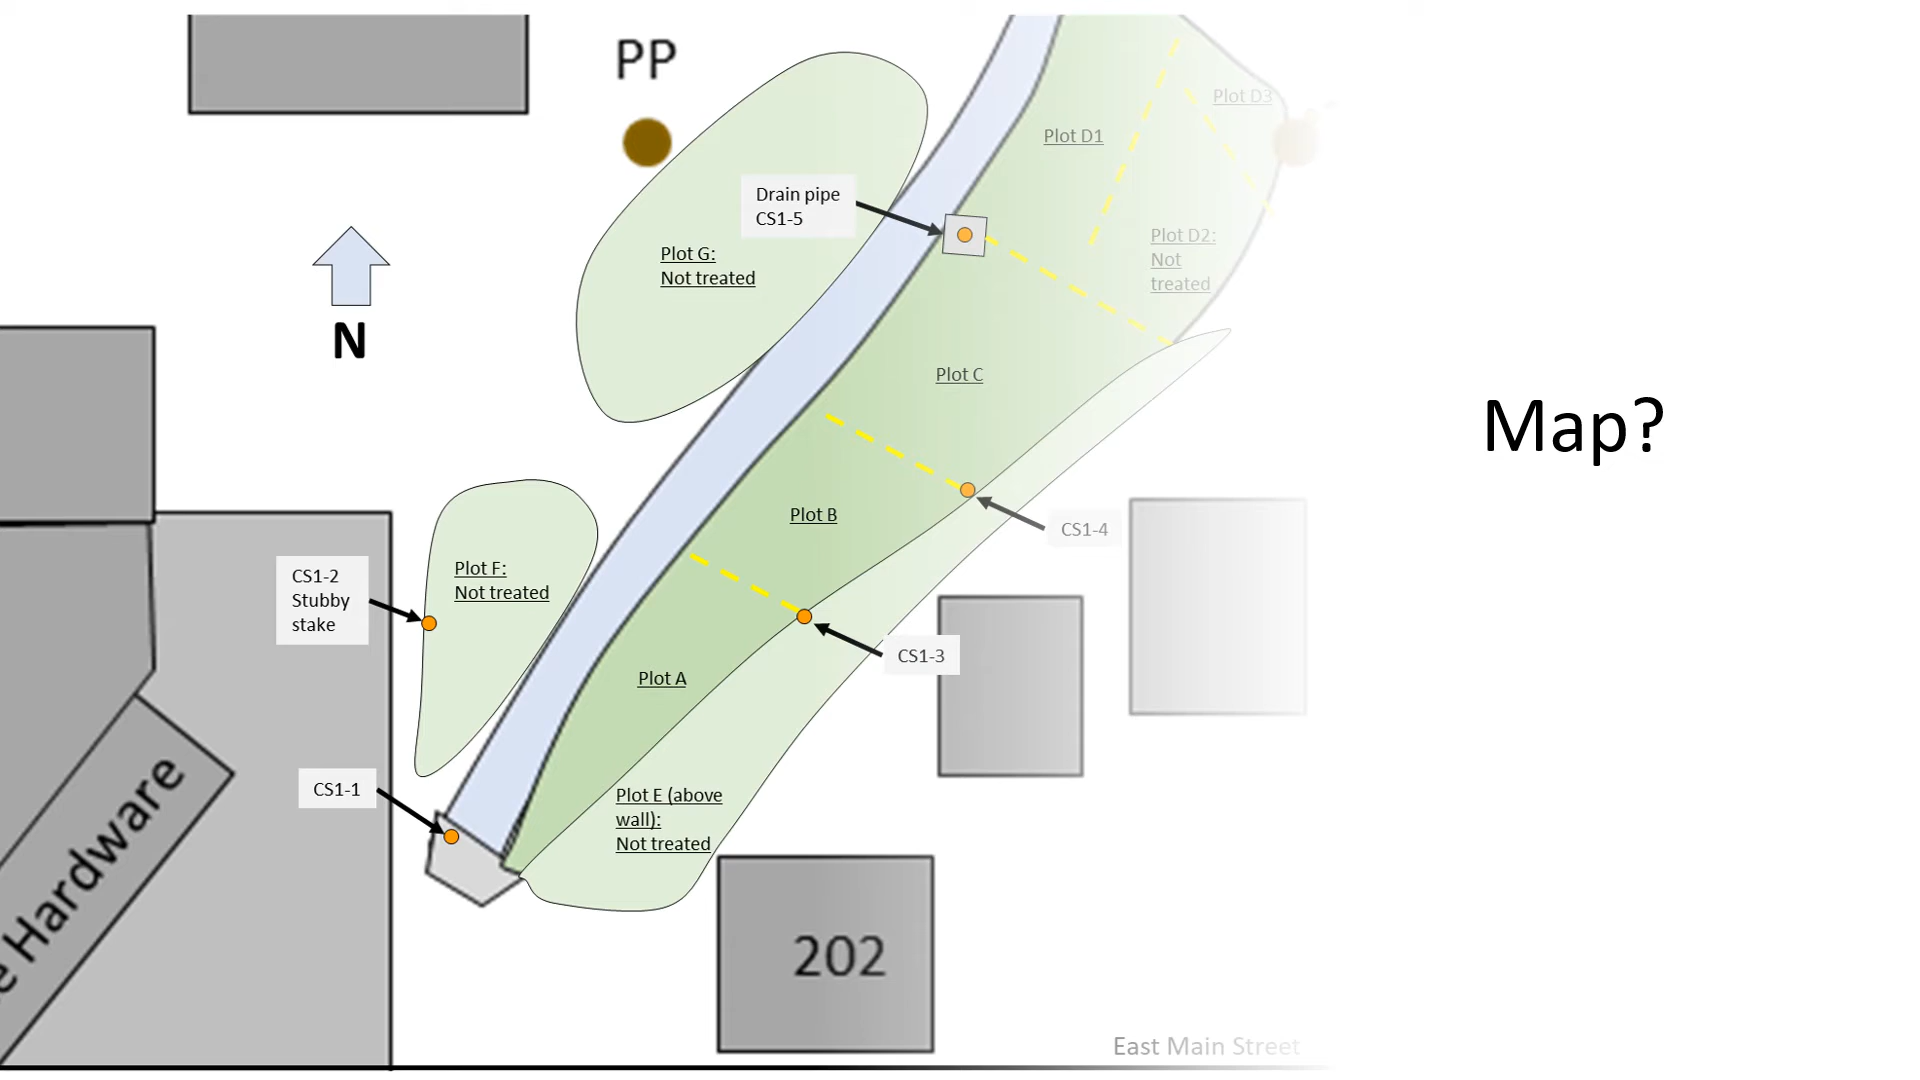 PP
Plot D3
Plot D1
Drain pipe
CS1-5
Plot G:
Not treated
Plot D2:
Not
treated
N
Plot C
Map?
Plot B
CS1-4
CS1-2
Stubby
stake
Plot F:
Not treated
CS1-3
Plot A
CS1-1
Plot E (above
wall):
Not treated
e Hardware
202
East Main Street